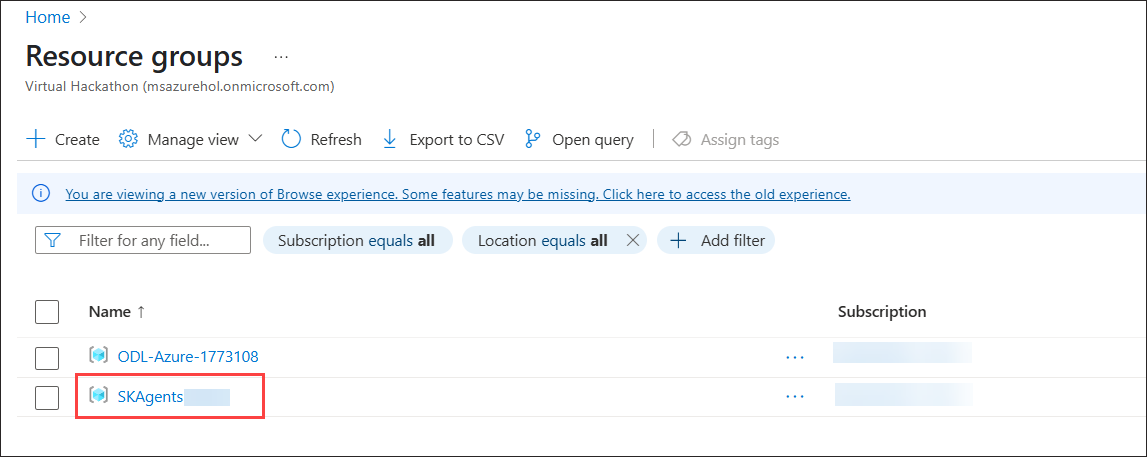 Home >
Resource groups ...
Virtual Hackathon (msazurehol.onmicrosoft.com)
Create Manage view Refresh Export to CSV Open query Assign tags
You are viewing a new version of Browse experience. Some features may be missing. Click here to access the old experience.
Filter for any field... Subscription equals all Location equals all Add filter
Name ↑ Subscription
ODL-Azure-1773108 ...
SKAgents ...